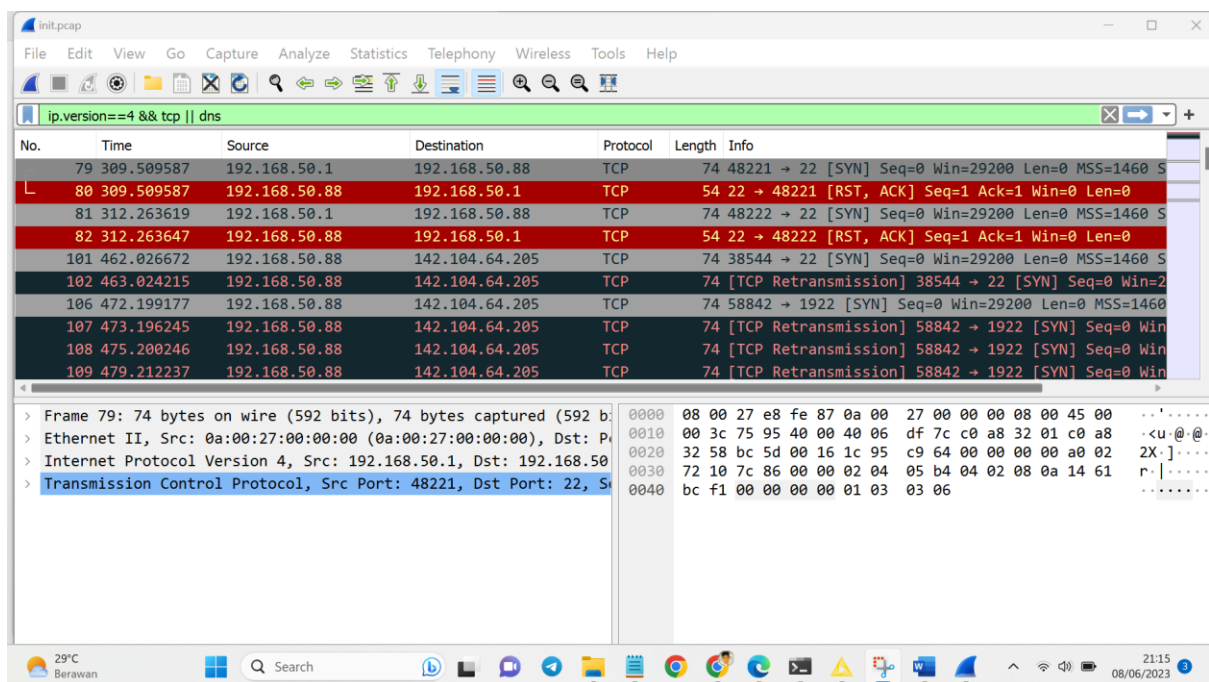 init.pcap
File Edit View Go Capture Analyze Statistics Telephony Wireless Tools Help
ip.version==4 && tcp || dns
No. Time Source Destination Protocol Length Info
79 309.509587 192.168.50.1 192.168.50.88 TCP 74 48221 → 22 [SYN] Seq=0 Win=29200 Len=0 MSS=1460 S
80 309.509587 192.168.50.88 192.168.50.1 TCP 54 22 → 48221 [RST, ACK] Seq=1 Ack=1 Win=0 Len=0
81 312.263619 192.168.50.1 192.168.50.88 TCP 74 48222 → 22 [SYN] Seq=0 Win=29200 Len=0 MSS=1460 S
82 312.263647 192.168.50.88 192.168.50.1 TCP 54 22 → 48222 [RST, ACK] Seq=1 Ack=1 Win=0 Len=0
101 462.026672 192.168.50.88 142.104.64.205 TCP 74 38544 → 22 [SYN] Seq=0 Win=29200 Len=0 MSS=1460 S
102 463.024215 192.168.50.88 142.104.64.205 TCP 74 [TCP Retransmission] 38544 → 22 [SYN] Seq=0 Win=2
106 472.199177 192.168.50.88 142.104.64.205 TCP 74 58842 → 1922 [SYN] Seq=0 Win=29200 Len=0 MSS=1460
107 473.196245 192.168.50.88 142.104.64.205 TCP 74 [TCP Retransmission] 58842 → 1922 [SYN] Seq=0 Win
108 475.200246 192.168.50.88 142.104.64.205 TCP 74 [TCP Retransmission] 58842 → 1922 [SYN] Seq=0 Win
109 479.212237 192.168.50.88 142.104.64.205 TCP 74 [TCP Retransmission] 58842 → 1922 [SYN] Seq=0 Win
> Frame 79: 74 bytes on wire (592 bits), 74 bytes captured (592 b
> Ethernet II, Src: 0a:00:27:00:00:00 (0a:00:27:00:00:00), Dst: P
> Internet Protocol Version 4, Src: 192.168.50.1, Dst: 192.168.50
> Transmission Control Protocol, Src Port: 48221, Dst Port: 22, S
0000 08 00 27 e8 fe 87 0a 00 27 00 00 00 08 00 45 00 ··'·····
0010 00 3c 75 95 40 00 40 06 df 7c c0 a8 32 01 c0 a8 ·<u·@·@·
0020 32 58 bc 5d 00 16 1c 95 c9 64 00 00 00 00 a0 02 2X·]····
0030 72 10 7c 86 00 00 02 04 05 b4 04 02 08 0a 14 61 r·|·····
0040 bc f1 00 00 00 00 01 03 03 06 ········
29°C
Berawan
Search
21:15
08/06/2023
3